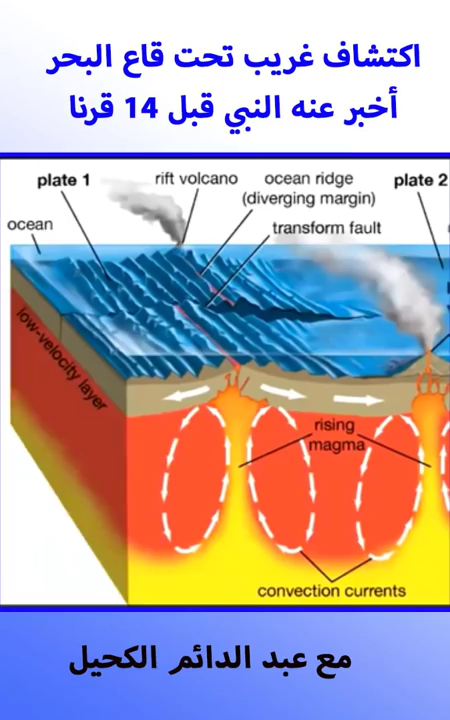 اكتشاف غريب تحت قاع البحر
أخبر عنه النبي قبل 14 قرنا
plate 1
rift volcano
ocean ridge
(diverging margin)
plate 2
ocean
transform fault
low-velocity layer
rising
magma
convection currents
مع عبد الدائم الكحيل